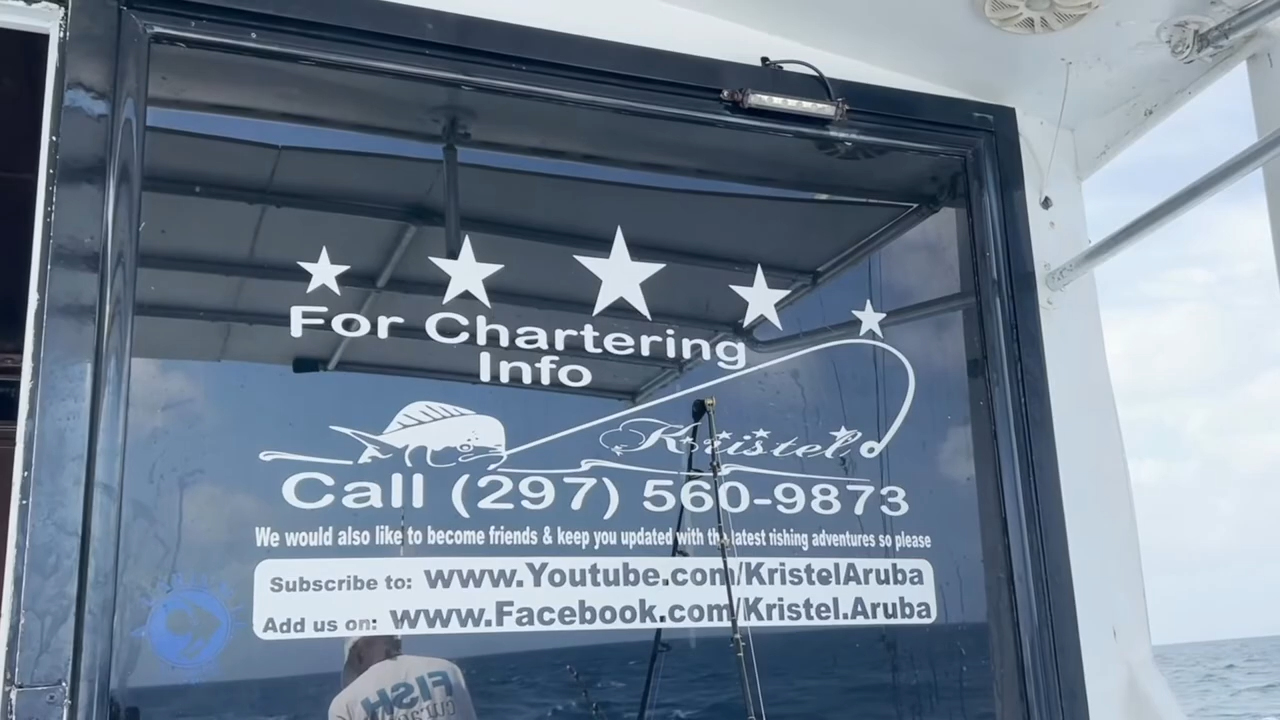 For Chartering
Info
Kristel
Call (297) 560-9873
We would also like to become friends & keep you updated with the latest rishing adventures so please
Subscribe to: www.Youtube.com/KristelAruba
Add us on: www.Facebook.com/Kristel.Aruba
FISH